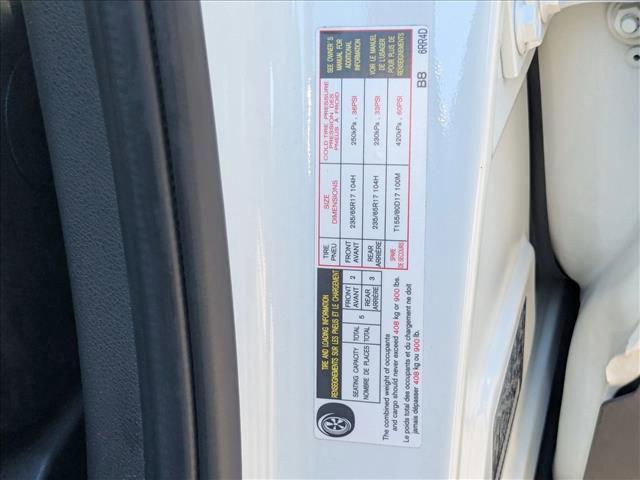 TIRE AND LOADING INFORMATION
RENSEIGNEMENTS SUR LES PNEUS ET LE CHARGEMENT
SEATING CAPACITY TOTAL 5 FRONT AVANT 2 REAR ARRIÈRE 3
NOMBRE DE PLACES TOTAL
The combined weight of occupants
and cargo should never exceed 408 kg or 900 lbs.
Le poids total des occupants et du chargement ne doit
jamais dépasser 408 kg ou 900 lb.
TIRE PNEU
SIZE DIMENSIONS
COLD TIRE PRESSURE
PRESSION DES
PNEUS À FROID
SEE OWNER'S
MANUAL FOR
ADDITIONAL
INFORMATION
VOIR LE MANUEL
DE L'USAGER
POUR PLUS DE
RENSEIGNEMENTS
FRONT AVANT 235/65R17 104H 250kPa, 36PSI
REAR ARRIÈRE 235/65R17 104H 230kPa, 33PSI
SPARE DE SECOURS T155/80D17 100M 420kPa, 60PSI
B8
6RR4D